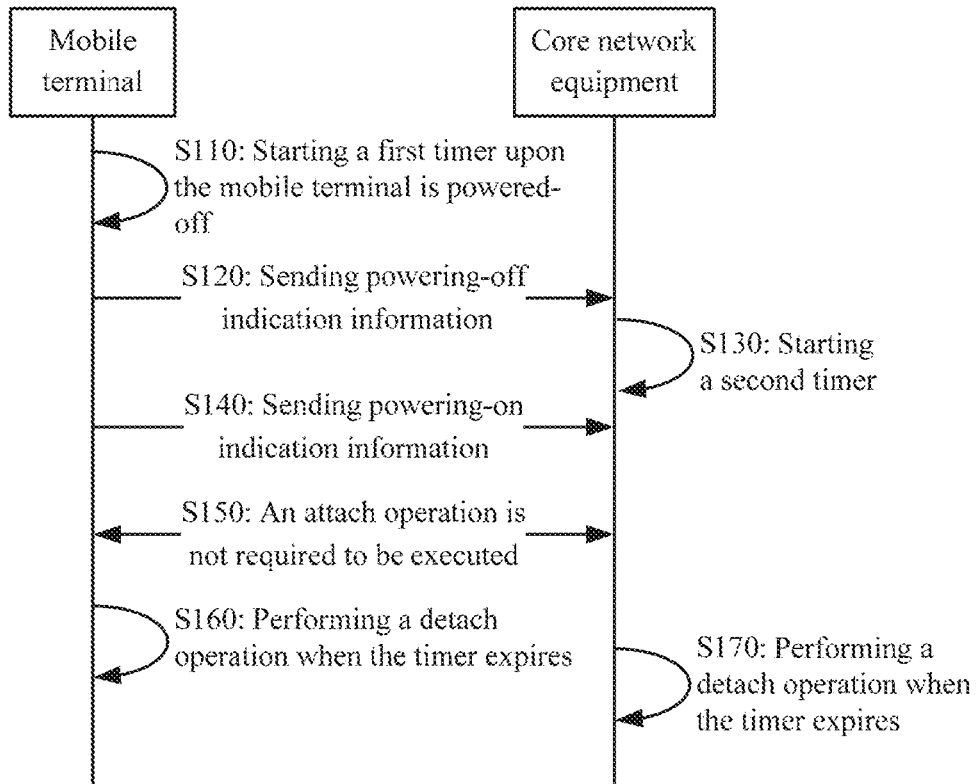 Mobile
terminal
Core network
equipment
S110: Starting a first timer upon
the mobile terminal is powered-
off
S120: Sending powering-off
indication information
S130: Starting
a second timer
S140: Sending powering-on
indication information
S150: An attach operation is
not required to be executed
S160: Performing a detach
operation when the timer expires
S170: Performing a
detach operation when
the timer expires